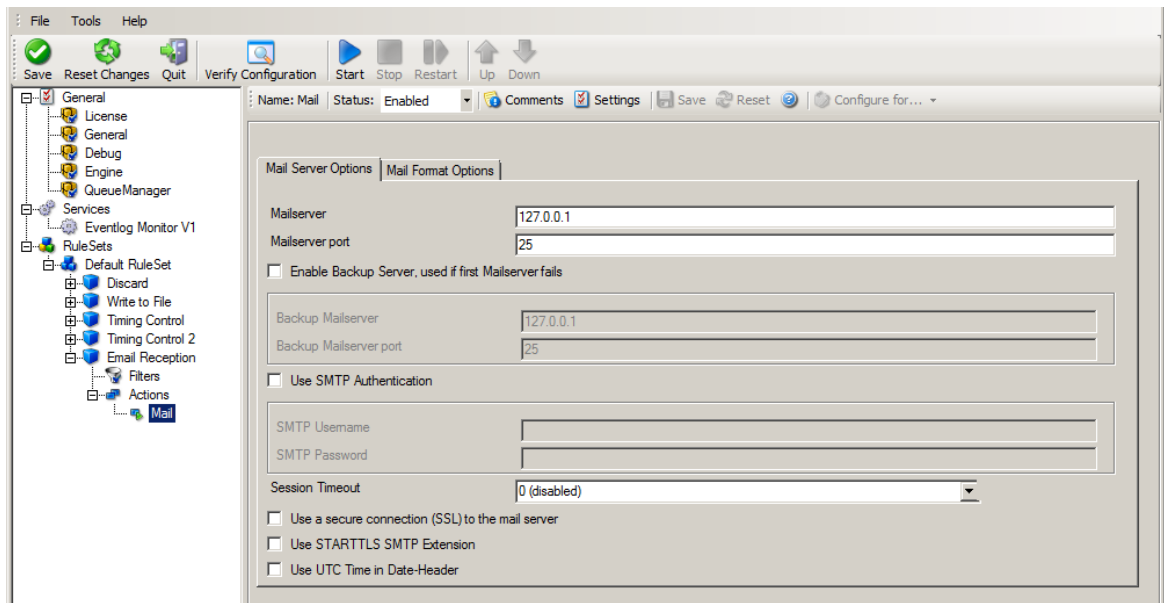 File Tools Help
Save Reset Changes Quit Verify Configuration Start Stop Restart Up Down
General
License
General
Debug
Engine
QueueManager
Services
Eventlog Monitor V1
RuleSets
Default RuleSet
Discard
Write to File
Timing Control
Timing Control 2
Email Reception
Filters
Actions
Mail
Name: Mail Status: Enabled Comments Settings Save Reset Configure for...
Mail Server Options Mail Format Options
Mailserver 127.0.0.1
Mailserver port 25
Enable Backup Server, used if first Mailserver fails
Backup Mailserver 127.0.0.1
Backup Mailserver port 25
Use SMTP Authentication
SMTP Username
SMTP Password
Session Timeout 0 (disabled)
Use a secure connection (SSL) to the mail server
Use STARTTLS SMTP Extension
Use UTC Time in Date-Header